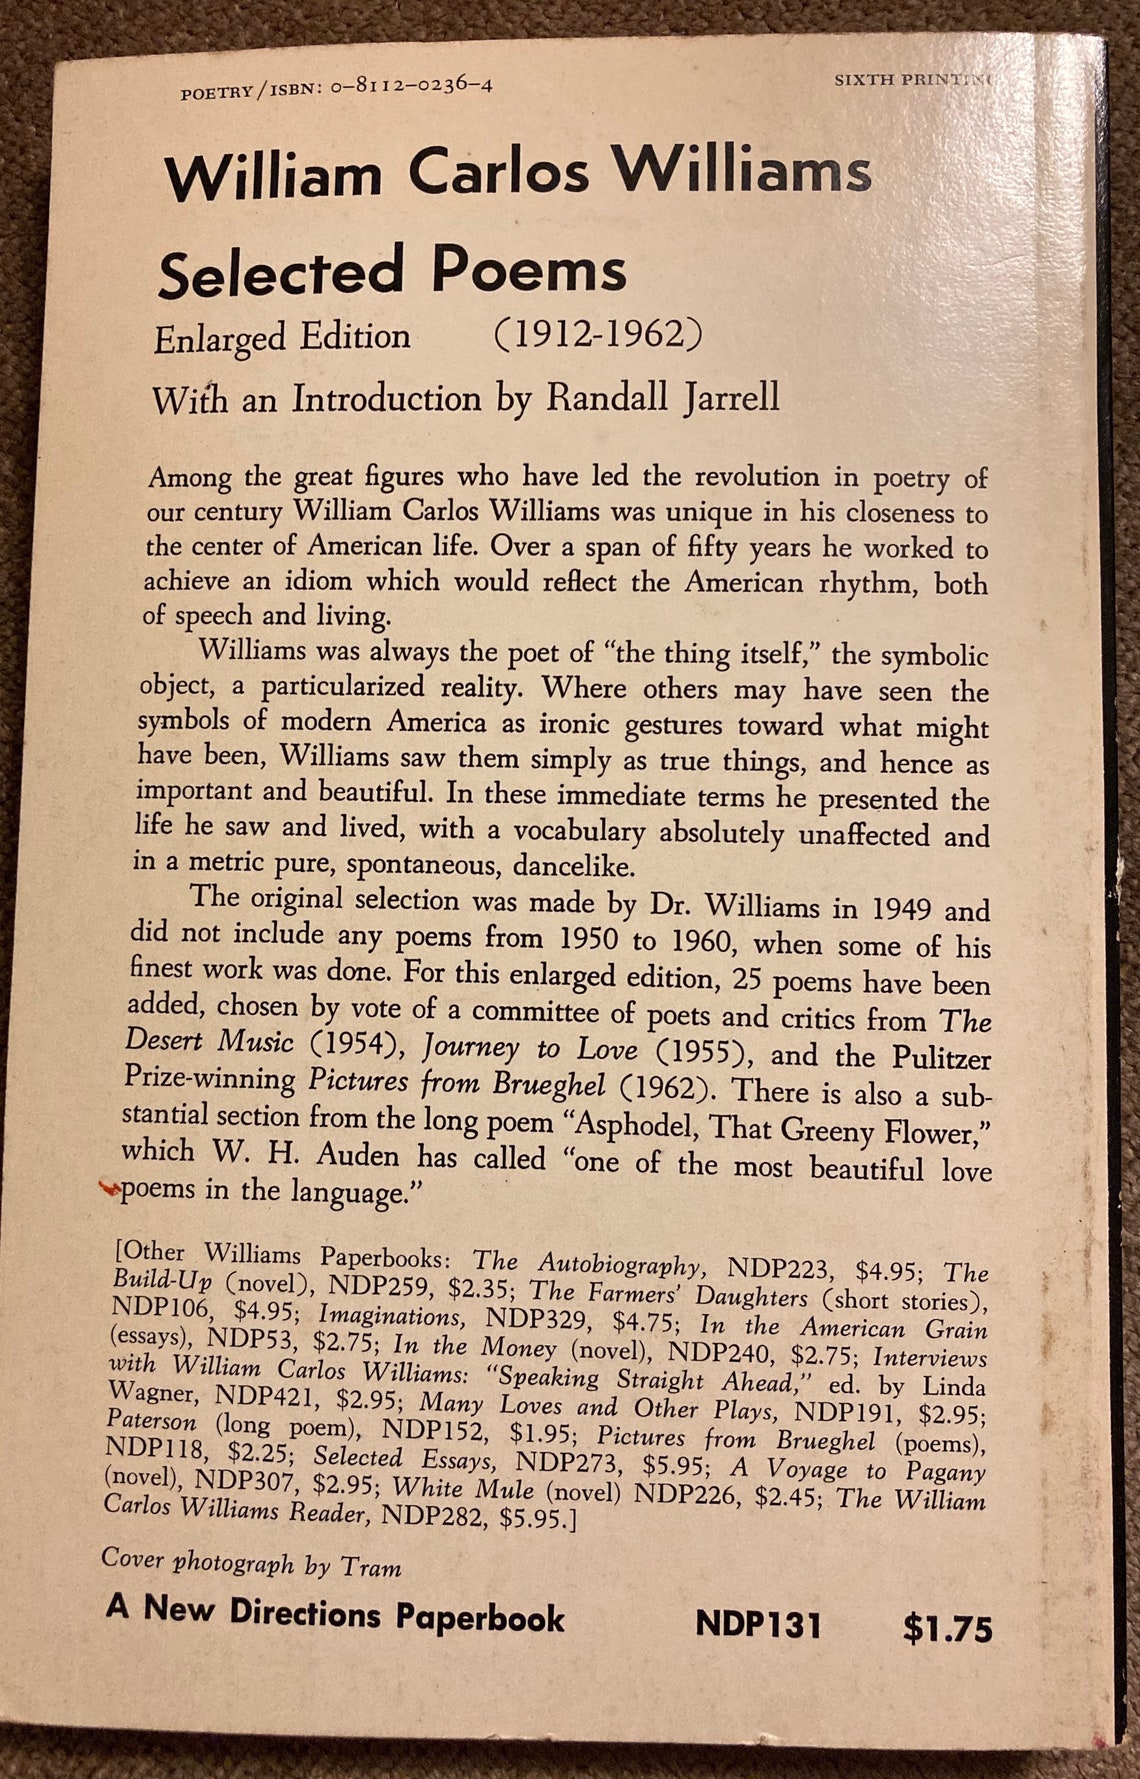 POETRY/ISBN: 0-8112-0236-4
SIXTH PRINTING
William Carlos Williams
Selected Poems
Enlarged Edition (1912-1962)
With an Introduction by Randall Jarrell
Among the great figures who have led the revolution in poetry of
our century William Carlos Williams was unique in his closeness to
the center of American life. Over a span of fifty years he worked to
achieve an idiom which would reflect the American rhythm, both
of speech and living.
Williams was always the poet of “the thing itself,” the symbolic
object, a particularized reality. Where others may have seen the
symbols of modern America as ironic gestures toward what might
have been, Williams saw them simply as true things, and hence as
important and beautiful. In these immediate terms he presented the
life he saw and lived, with a vocabulary absolutely unaffected and
in a metric pure, spontaneous, dancelike.
The original selection was made by Dr. Williams in 1949 and
did not include any poems from 1950 to 1960, when some of his
finest work was done. For this enlarged edition, 25 poems have been
added, chosen by vote of a committee of poets and critics from The
Desert Music (1954), Journey to Love (1955), and the Pulitzer
Prize-winning Pictures from Brueghel (1962). There is also a sub-
stantial section from the long poem “Asphodel, That Greeny Flower,”
which W. H. Auden has called “one of the most beautiful love
poems in the language.”
[Other Williams Paperbooks: The Autobiography, NDP223, $4.95; The
Build-Up (novel), NDP259, $2.35; The Farmers’ Daughters (short stories),
NDP106, $4.95; Imaginations, NDP329, $4.75; In the American Grain
(essays), NDP53, $2.75; In the Money (novel), NDP240, $2.75; Interviews
with William Carlos Williams: “Speaking Straight Ahead,” ed. by Linda
Wagner, NDP421, $2.95; Many Loves and Other Plays, NDP191, $2.95;
Paterson (long poem), NDP152, $1.95; Pictures from Brueghel (poems),
NDP118, $2.25; Selected Essays, NDP273, $5.95; A Voyage to Pagany
(novel), NDP307, $2.95; White Mule (novel) NDP226, $2.45; The William
Carlos Williams Reader, NDP282, $5.95.]
Cover photograph by Tram
A New Directions Paperbook NDP131 $1.75